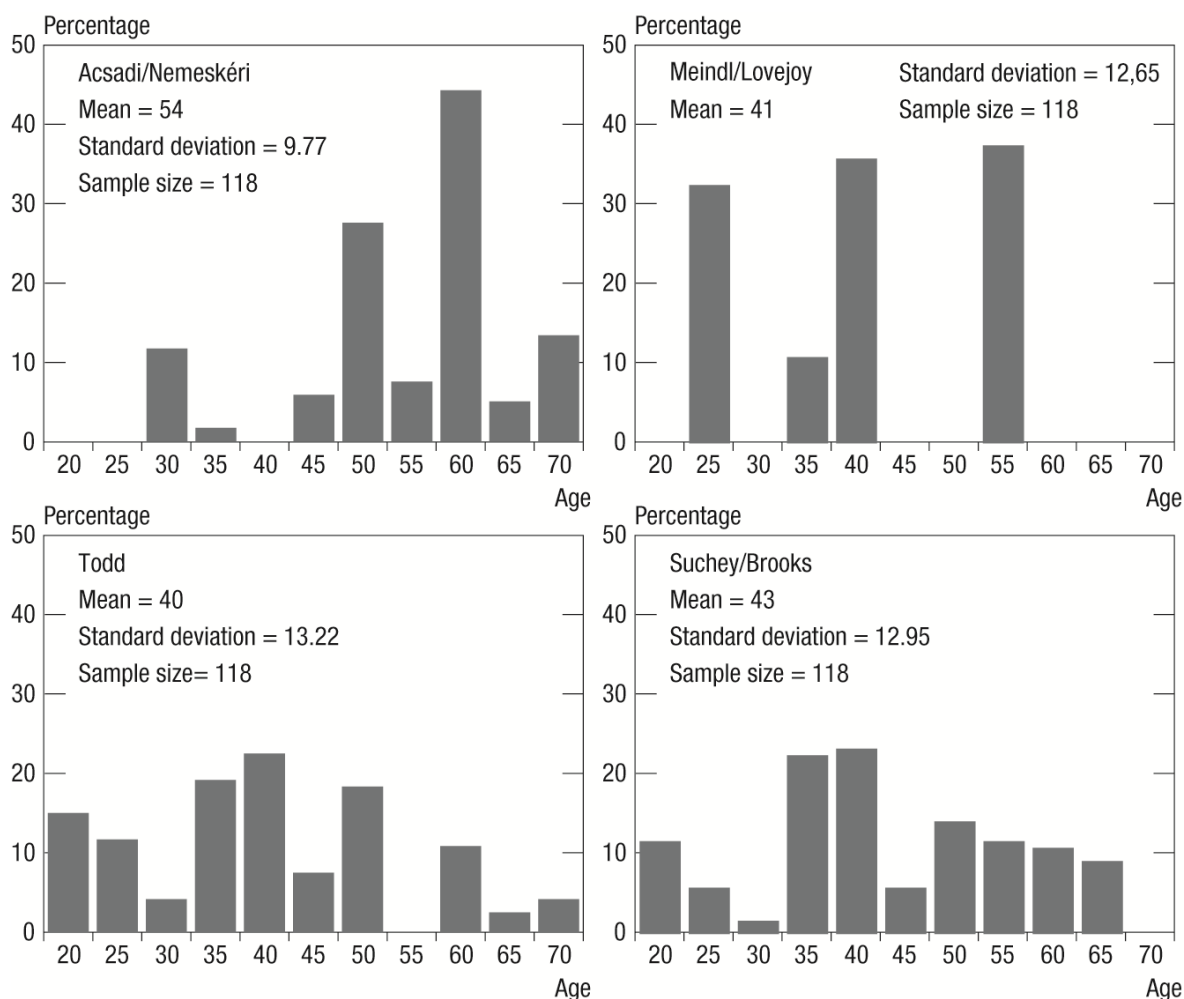 Percentage
50
40
30
20
10
0
Acsadi/Nemeskéri
Mean = 54
Standard deviation = 9.77
Sample size = 118
20 25 30 35 40 45 50 55 60 65 70
Age
Percentage
50
40
30
20
10
0
Meindl/Lovejoy
Mean = 41
Standard deviation = 12,65
Sample size = 118
20 25 30 35 40 45 50 55 60 65 70
Age
Percentage
50
40
30
20
10
0
Todd
Mean = 40
Standard deviation = 13.22
Sample size= 118
20 25 30 35 40 45 50 55 60 65 70
Age
Percentage
50
40
30
20
10
0
Suchey/Brooks
Mean = 43
Standard deviation = 12.95
Sample size = 118
20 25 30 35 40 45 50 55 60 65 70
Age